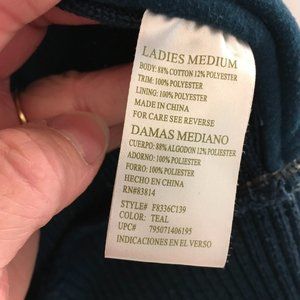 LADIES MEDIUM
BODY: 88% COTTON 12% POLYESTER
TRIM: 100% POLYESTER
LINING: 100% POLYESTER
MADE IN CHINA
FOR CARE SEE REVERSE
DAMAS MEDIANO
CUERPO: 88% ALGODON 12% POLIESTER
ADORNO: 100% POLIESTER
FORRO: 100% POLIESTER
HECHO EN CHINA
RN#83814
STYLE# F8336C139
COLOR: TEAL
UPC# 795071406195
INDICACIONES EN EL VERSO